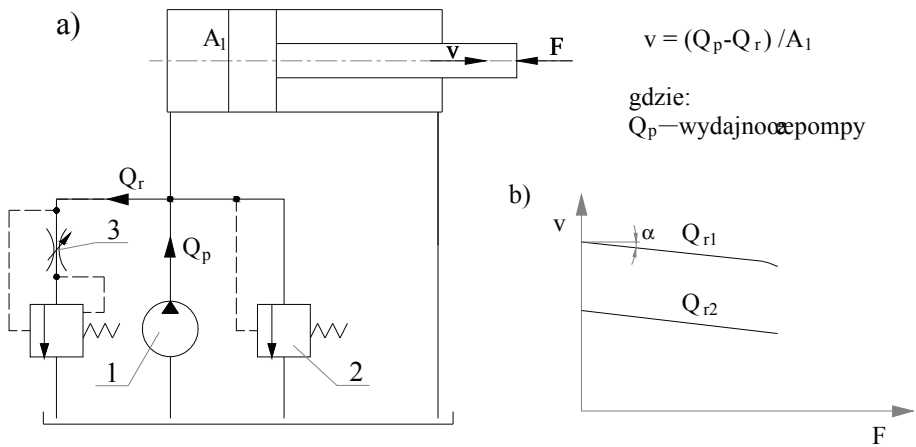 a)
A₁
v
F
v = (Qp-Qr) /A₁
gdzie:
Qp—wydajnoœæ pompy
Qr
3
Qp
1
2
b)
v
α
Qr1
Qr2
F